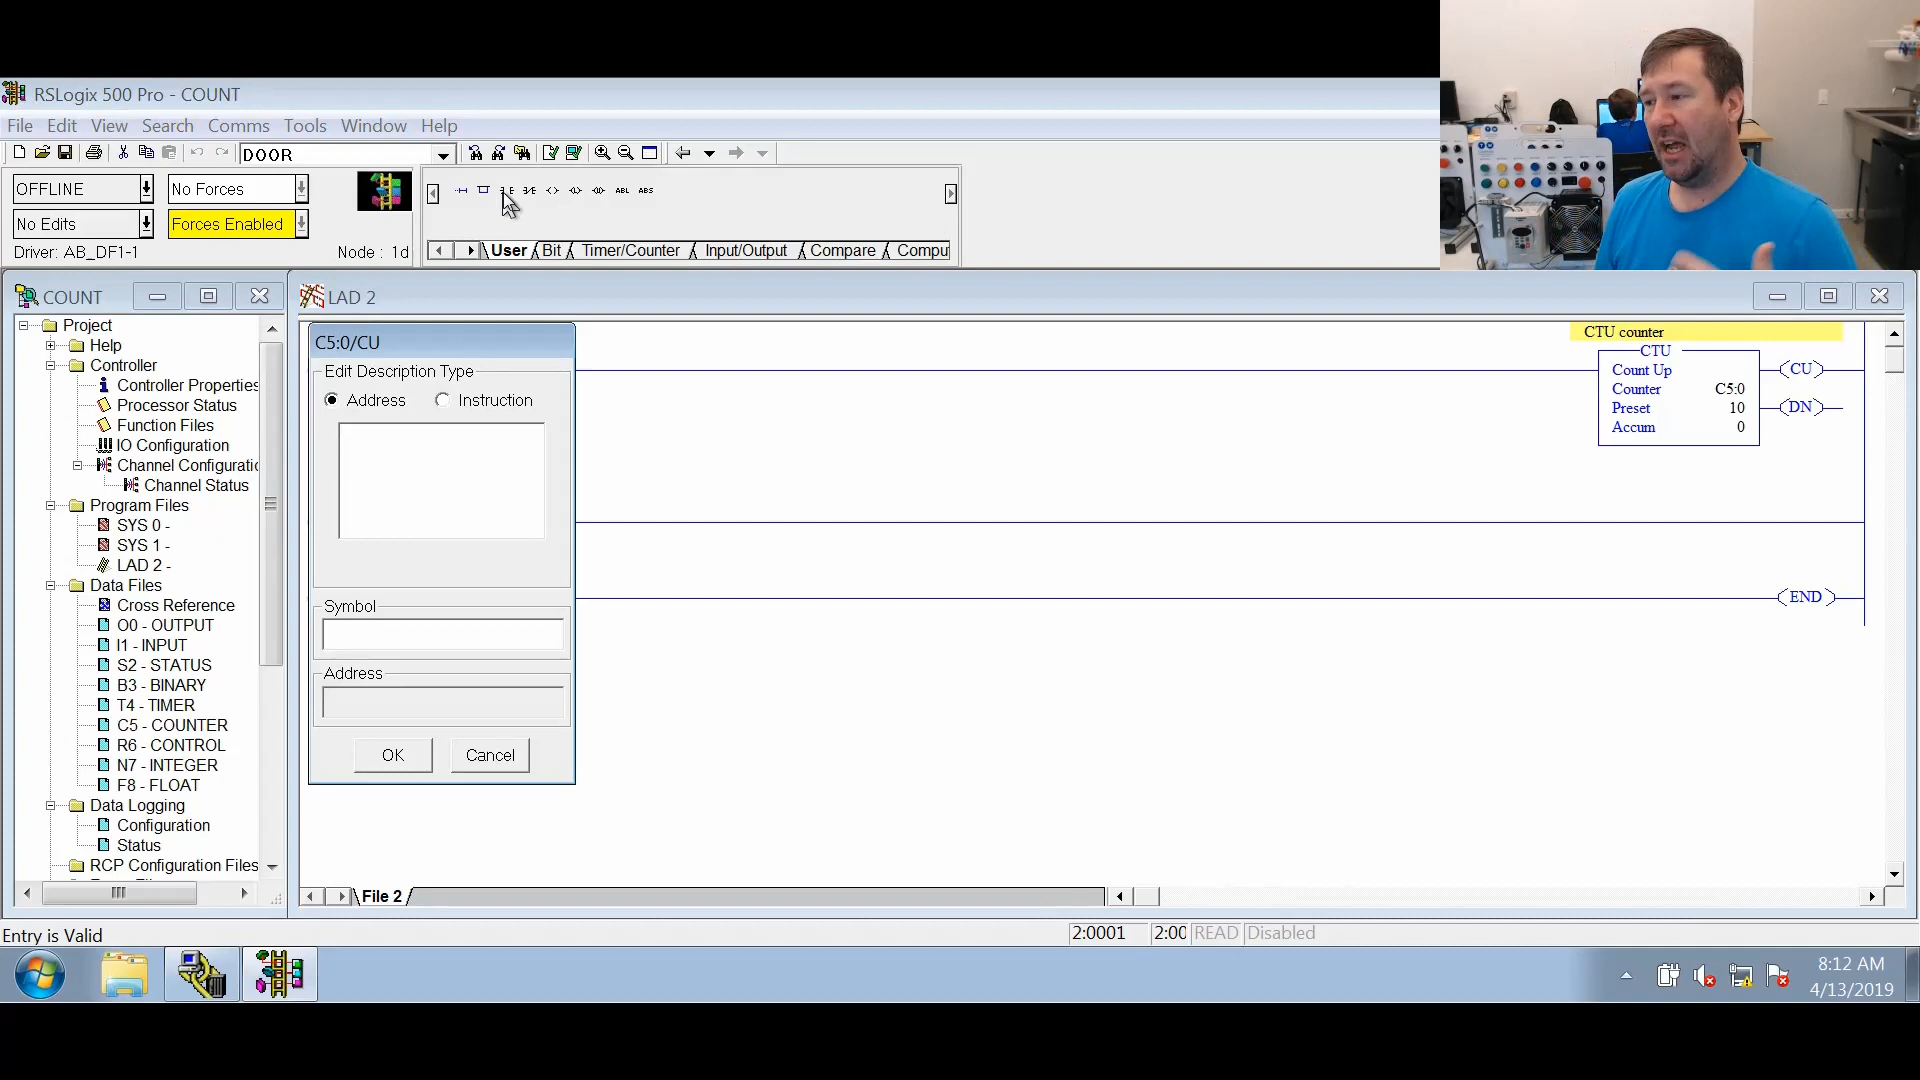 RSLogix 500 Pro - COUNT
File Edit View Search Comms Tools Window Help
DOOR
OFFLINE No Forces
No Edits Forces Enabled
Driver: AB_DF1-1 Node : 1d
ABL ABS
User Bit Timer/Counter Input/Output Compare Compu
COUNT
Project
Help
Controller
Controller Properties
Processor Status
Function Files
IO Configuration
Channel Configuratic
Channel Status
Program Files
SYS 0 -
SYS 1 -
LAD 2 -
Data Files
Cross Reference
O0 - OUTPUT
I1 - INPUT
S2 - STATUS
B3 - BINARY
T4 - TIMER
C5 - COUNTER
R6 - CONTROL
N7 - INTEGER
F8 - FLOAT
Data Logging
Configuration
Status
RCP Configuration Files
LAD 2
C5:0/CU
Edit Description Type
Address Instruction
Symbol
Address
OK Cancel
CTU counter
CTU
Count Up
Counter C5:0
Preset 10
Accum 0
CU
DN
END
File 2
Entry is Valid
2:0001 2:00 READ Disabled
8:12 AM
4/13/2019